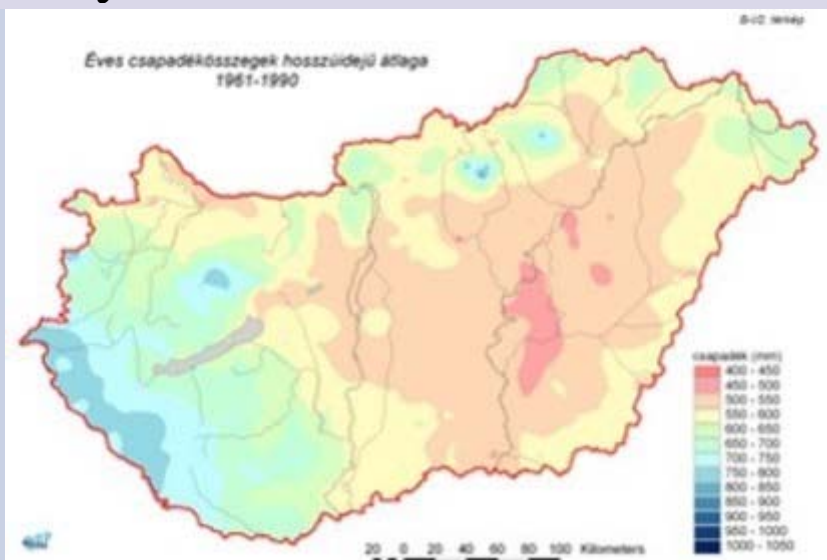 Éves csapadékösszegek hosszúidejű átlaga
1961-1990
csapadék (mm)
400 - 450
450 - 500
500 - 550
550 - 600
600 - 650
650 - 700
700 - 750
750 - 800
800 - 850
850 - 900
900 - 950
950 - 1000
1000 - 1050
20 0 20 40 60 80 100 Kilometers